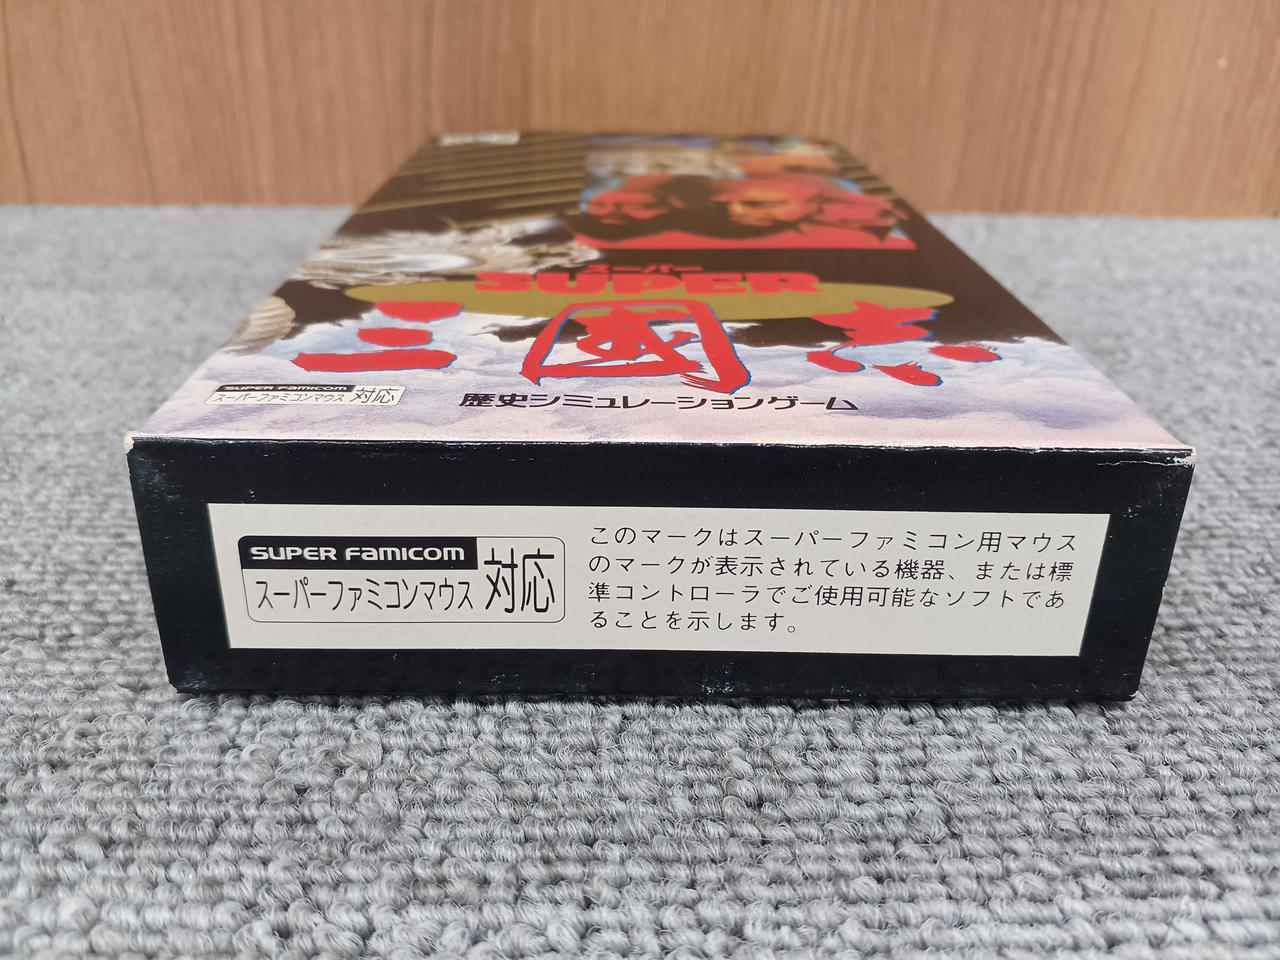 スーパー
SUPER
三國志
SUPER FAMICOM
スーパーファミコンマウス 対応
歴史シミュレーションゲーム
SUPER FAMICOM
スーパーファミコンマウス 対応
このマークはスーパーファミコン用マウス
のマークが表示されている機器、または標
準コントローラでご使用可能なソフトであ
ることを示します。